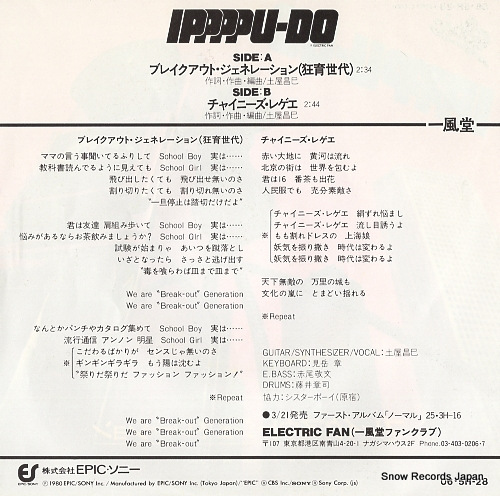 IPPPPU-DO
© ELECTRIC FAN
SIDE:A
ブレイクアウト・ジェネレーション(狂育世代) 2:34
作詞・作曲・編曲/土屋昌巳
SIDE:B
チャイニーズ・レゲエ 2:44
作詞・作曲・編曲/土屋昌巳
一風堂
ブレイクアウト・ジェネレーション(狂育世代)
ママの言う事聞いてるふりして School Boy 実は……
教科書読んでるように見えても School Girl 実は……
飛び出したくても 飛び出せ無いのさ
割り切りたくても 割り切れ無いのさ
"一旦停止は踏切だけだよ"
君は友達 肩組み歩く School Boy 実は……
悩みがあるならお茶飲みましょうか? School Girl 実は……
試験が始まりゃ あいつを蹴落とし
いざとなったら さっさと逃げ出す
"毒を喰らわば皿まで皿まで"
We are "Break-out" Generation
We are "Break-out" Generation
なんとかパンチやカタログ集めて School Boy 実は……
流行通信 アンノン 明星 School Girl 実は……
こだわるばかりが センスじゃ無いのさ
※ ギンギンギラギラ もう陽は沈むよ
"祭りだ祭りだ ファッション ファッション!"
※Repeat
We are "Break-out" Generation
We are "Break-out" Generation
We are "Break-out" Generation
チャイニーズ・レゲエ
赤い大地に 黄河は流れ
北京の街は 世界を包むよ
君は16 番茶も出花
人民服でも 充分素敵さ
チャイニーズ・レゲエ 絹ずれ悩まし
チャイニーズ・レゲエ 流し目誘うよ
※ もも割れドレスの 上海娘
妖気を振り撒き 時代は変わるよ
妖気を振り撒き 時代は変わるよ
天下無敵の 万里の城も
文化の嵐に とまどい揺れる
※Repeat
GUITAR/SYNTHESIZER/VOCAL:土屋昌巳
KEYBOARD:見岳 章
E.BASS:赤尾敬文
DRUMS:藤井章司
協力:シスターボーイ(原宿)
●3/21発売 ファースト・アルバム「ノーマル」25・3H-16
ELECTRIC FAN(一風堂ファンクラブ)
〒107 東京都港区南青山4-20-1 ナガシマハウス2F Phone.03-403-0206-7
ES
EPIC/SONY
株式会社EPIC・ソニー
06・5H-28
Ⓟ1980 EPIC/SONY Inc. / Manufactured by EPIC/SONY Inc. (Tokyo Japan)/"EPIC" ® CBS Inc./SONY ® Sony Corp. (js)
Snow Records Japan